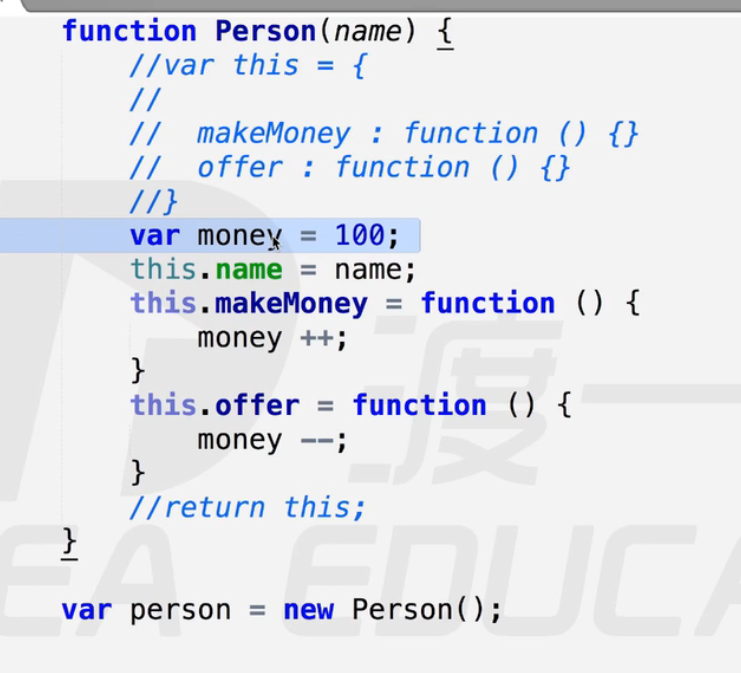 function Person(name) {
    //var this = {
    //
    //  makeMoney : function () {}
    //  offer : function () {}
    //}
    var money = 100;
    this.name = name;
    this.makeMoney = function () {
        money ++;
    }
    this.offer = function () {
        money --;
    }
    //return this;
}
var person = new Person();
渡一
EA EDUCA